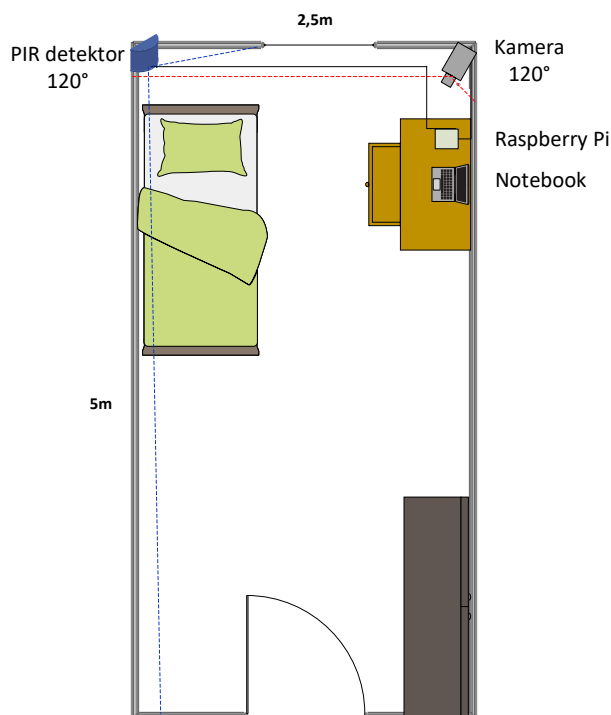 2,5m
PIR detektor
120°
Kamera
120°
Raspberry Pi
Notebook
5m